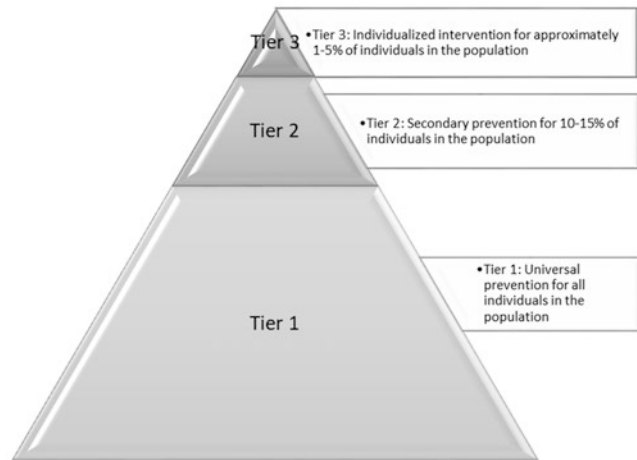 Tier 3
•Tier 3: Individualized intervention for approximately
1-5% of individuals in the population
Tier 2
•Tier 2: Secondary prevention for 10-15% of
individuals in the population
Tier 1
•Tier 1: Universal
prevention for all
individuals in the
population